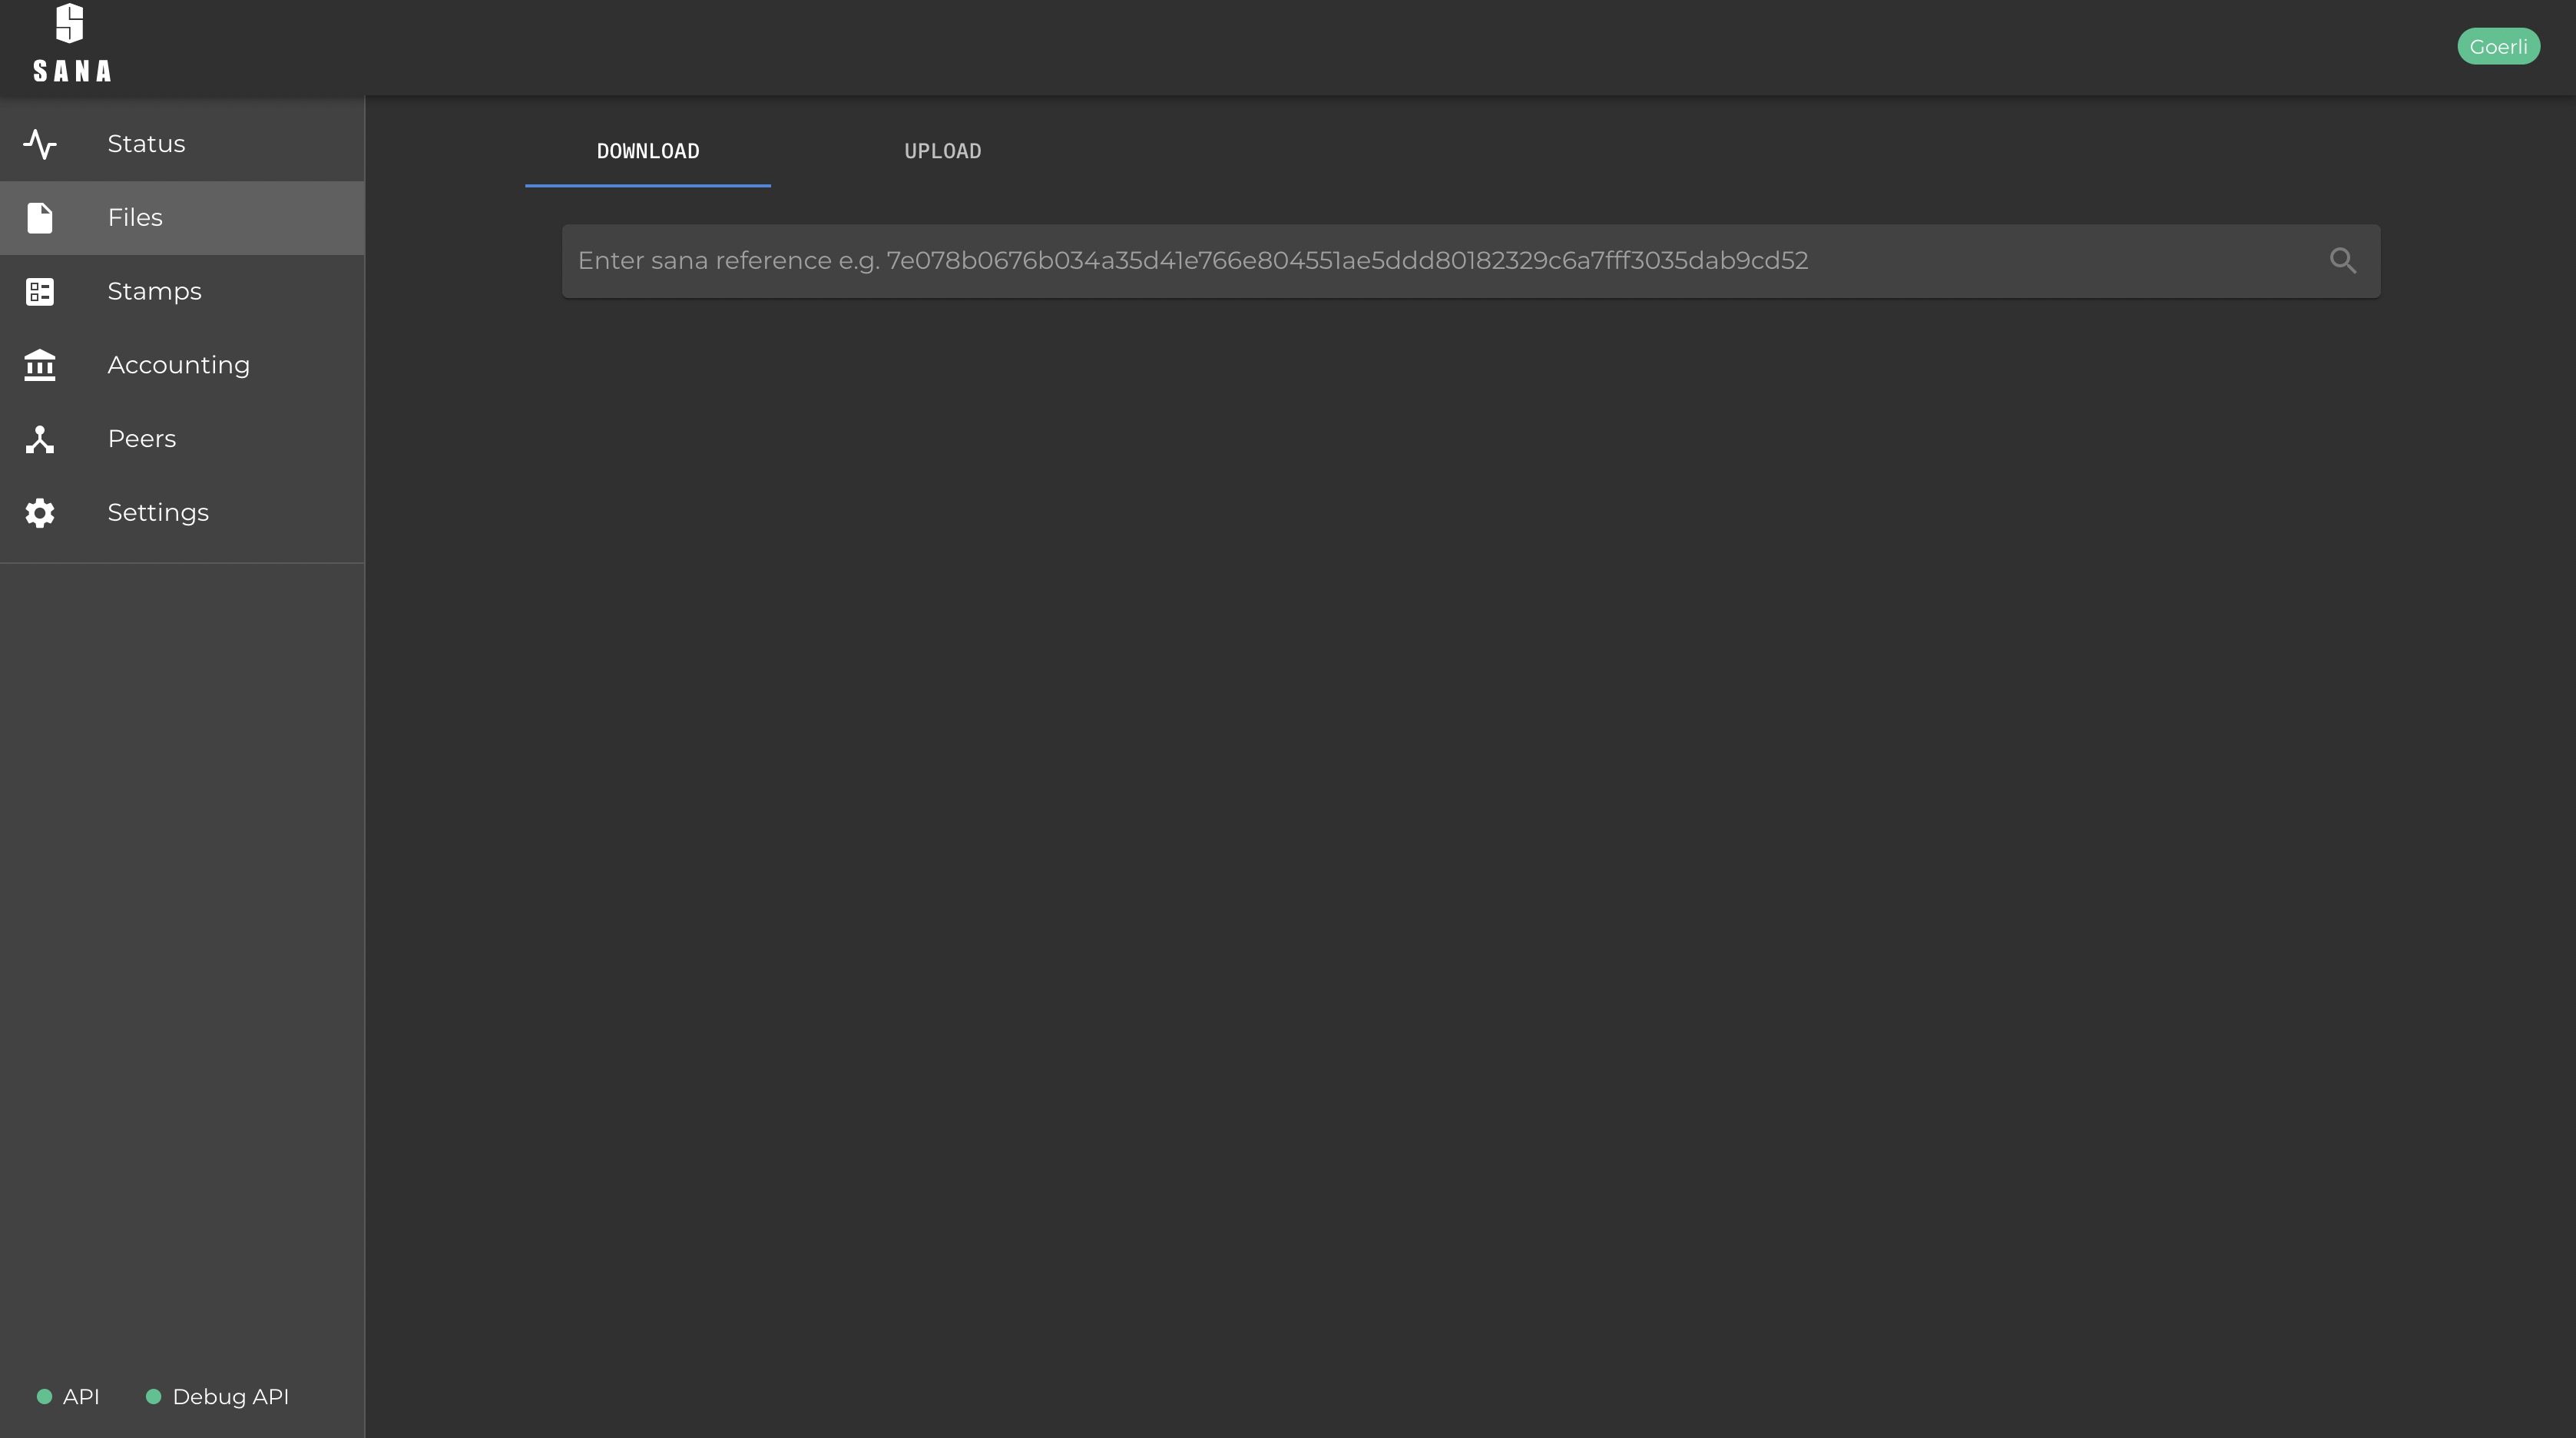 SANA
Goerli
Status
Files
Stamps
Accounting
Peers
Settings
DOWNLOAD
UPLOAD
Enter sana reference e.g. 7e078b0676b034a35d41e766e804551ae5ddd80182329c6a7fff3035dab9cd52
API
Debug API